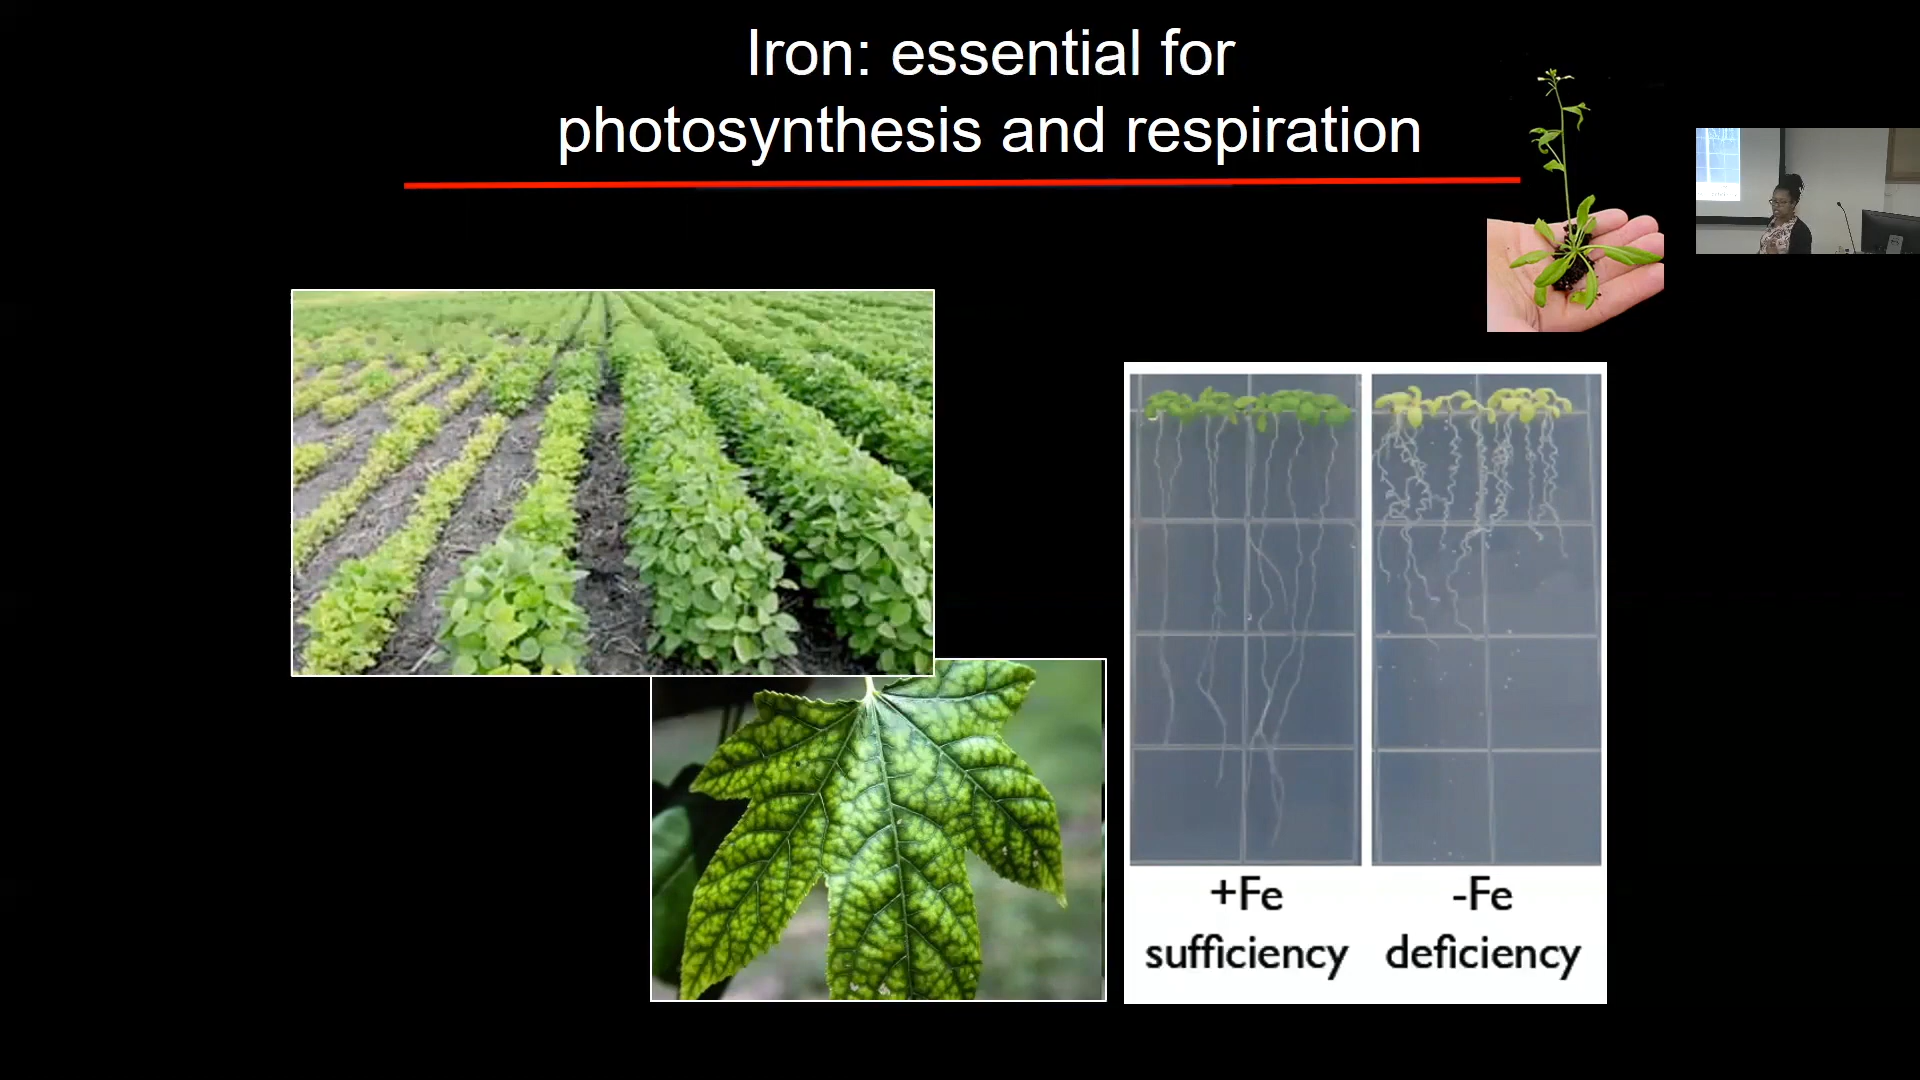 Iron: essential for
photosynthesis and respiration
+Fe
sufficiency
-Fe
deficiency